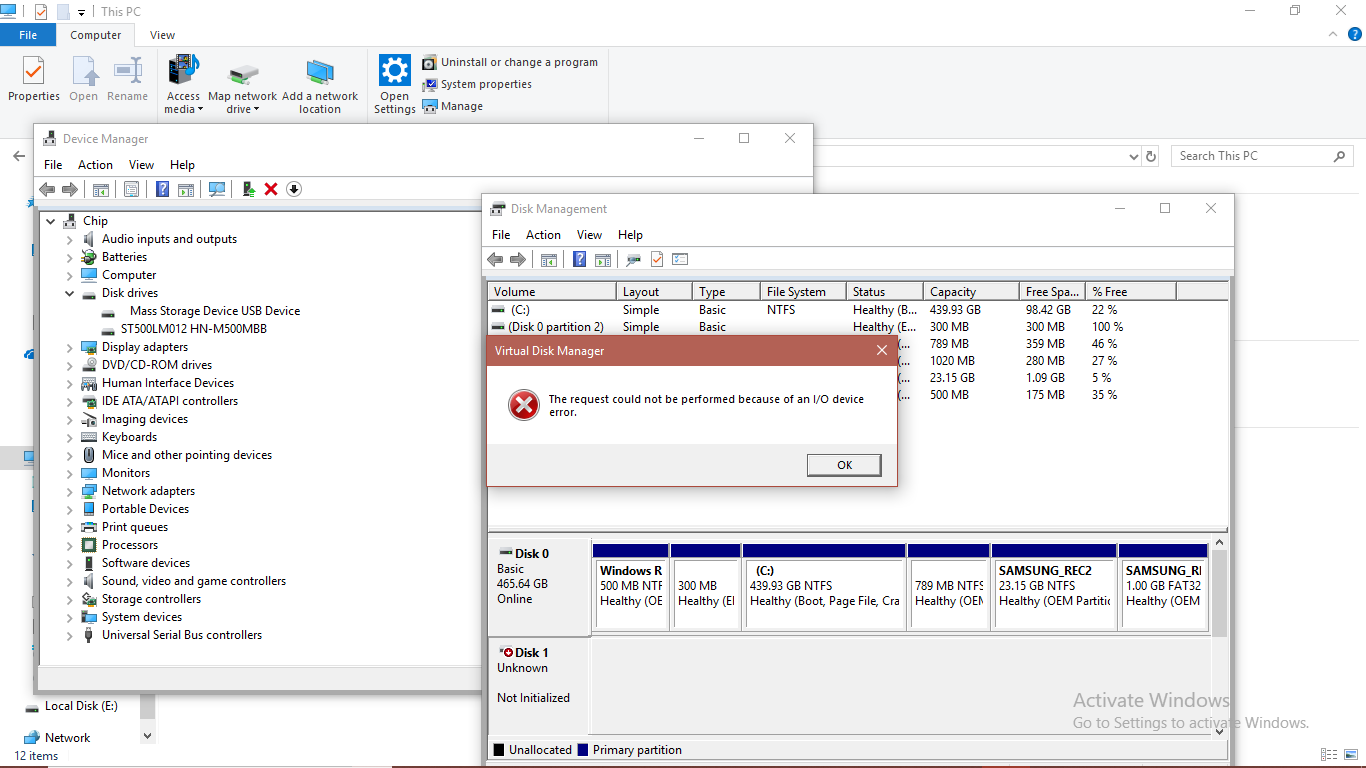 This PC
File Computer View
Properties Open Rename
Access media
Map network drive
Add a network location
Open Settings
Uninstall or change a program
System properties
Manage
Search This PC
Device Manager
File Action View Help
Chip
Audio inputs and outputs
Batteries
Computer
Disk drives
Mass Storage Device USB Device
ST500LM012 HN-M500MBB
Display adapters
DVD/CD-ROM drives
Human Interface Devices
IDE ATA/ATAPI controllers
Imaging devices
Keyboards
Mice and other pointing devices
Monitors
Network adapters
Portable Devices
Print queues
Processors
Software devices
Sound, video and game controllers
Storage controllers
System devices
Universal Serial Bus controllers
Local Disk (E:)
Network
12 items
Disk Management
File Action View Help
Volume Layout Type File System Status Capacity Free Spa... % Free
(C:) Simple Basic NTFS Healthy (B... 439.93 GB 98.42 GB 22 %
(Disk 0 partition 2) Simple Basic Healthy (E... 300 MB 300 MB 100 %
(... 789 MB 359 MB 46 %
(... 1020 MB 280 MB 27 %
(... 23.15 GB 1.09 GB 5 %
(... 500 MB 175 MB 35 %
Virtual Disk Manager
The request could not be performed because of an I/O device
error.
OK
Disk 0
Basic
465.64 GB
Online
Windows R
500 MB NTF
Healthy (OE
300 MB
Healthy (EI
(C:)
439.93 GB NTFS
Healthy (Boot, Page File, Cra
789 MB NTFS
Healthy (OEM
SAMSUNG_REC2
23.15 GB NTFS
Healthy (OEM Partitic
SAMSUNG_RI
1.00 GB FAT32
Healthy (OEM
Disk 1
Unknown
Not Initialized
Unallocated Primary partition
Activate Windows
Go to Settings to activate Windows.